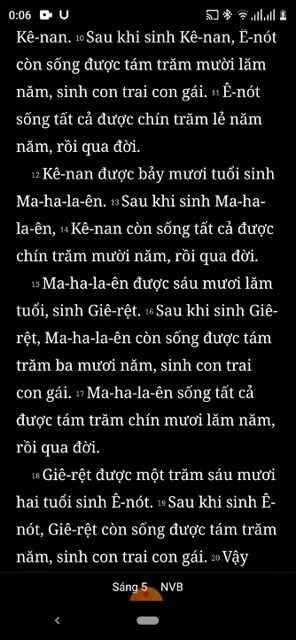 0:06
Kê-nan. 10 Sau khi sinh Kê-nan, Ê-nót
còn sống được tám trăm mười lăm
năm, sinh con trai con gái. 11 Ê-nót
sống tất cả được chín trăm lẻ năm
năm, rồi qua đời.
12 Kê-nan được bảy mươi tuổi sinh
Ma-ha-la-ên. 13 Sau khi sinh Ma-ha-
la-ên, 14 Kê-nan còn sống tất cả được
chín trăm mười năm, rồi qua đời.
15 Ma-ha-la-ên được sáu mươi lăm
tuổi, sinh Giê-rệt. 16 Sau khi sinh Giê-
rệt, Ma-ha-la-ên còn sống được tám
trăm ba mươi năm, sinh con trai
con gái. 17 Ma-ha-la-ên sống tất cả
được tám trăm chín mươi lăm năm,
rồi qua đời.
18 Giê-rệt được một trăm sáu mươi
hai tuổi sinh Ê-nót. 19 Sau khi sinh Ê-
nót, Giê-rệt còn sống được tám trăm
năm, sinh con trai con gái. 20 Vậy
Sáng 5 NVB